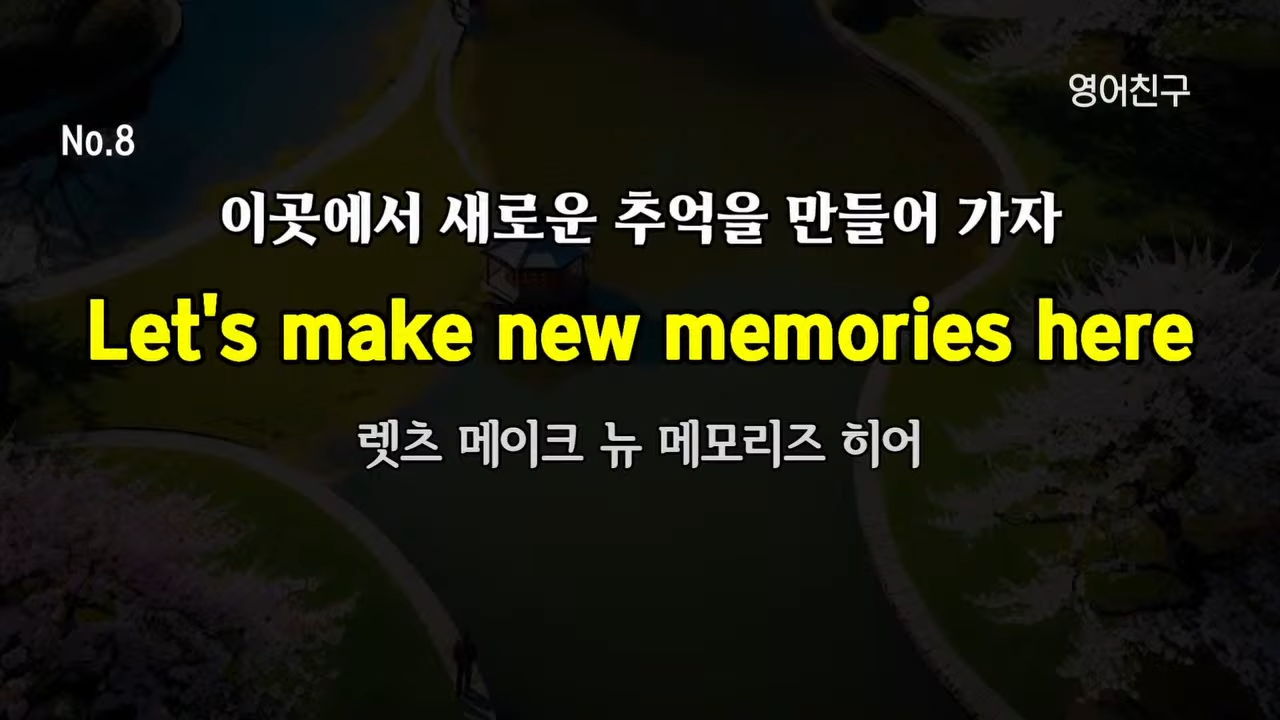 영어친구
No.8
이곳에서 새로운 추억을 만들어 가자
Let's make new memories here
렛츠 메이크 뉴 메모리즈 히어